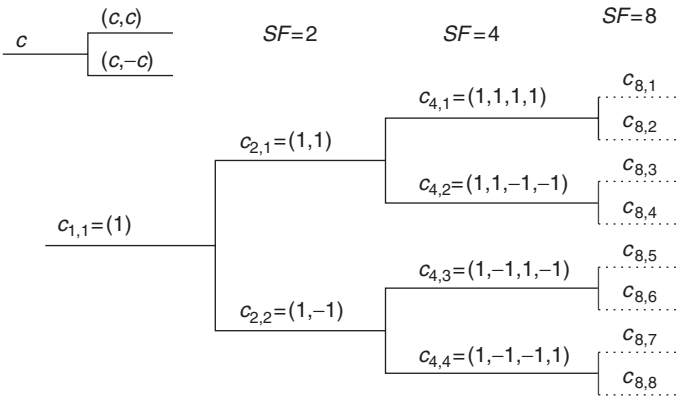 c
(c,c)
(c,–c)
SF=2
SF=4
SF=8
c1,1=(1)
c2,1=(1,1)
c2,2=(1,–1)
c4,1=(1,1,1,1)
c4,2=(1,1,–1,–1)
c4,3=(1,–1,1,–1)
c4,4=(1,–1,–1,1)
c8,1
c8,2
c8,3
c8,4
c8,5
c8,6
c8,7
c8,8